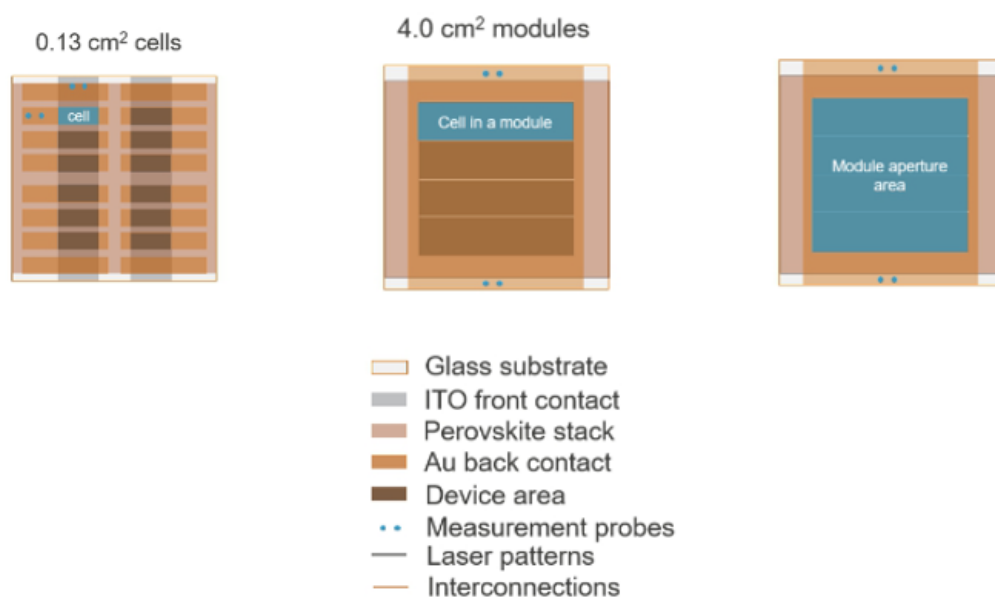 0.13 cm² cells
4.0 cm² modules
cell
Cell in a module
Module aperture
area
Glass substrate
ITO front contact
Perovskite stack
Au back contact
Device area
Measurement probes
Laser patterns
Interconnections